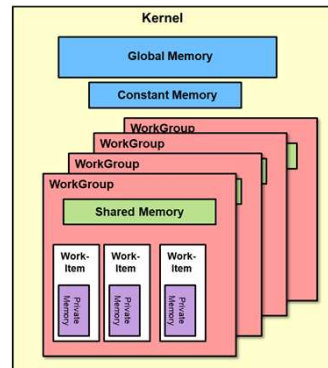 Kernel
Global Memory
Constant Memory
WorkGroup
WorkGroup
WorkGroup
WorkGroup
Shared Memory
Work-
Item
Work-
Item
Work-
Item
Private
Memory
Private
Memory
Private
Memory